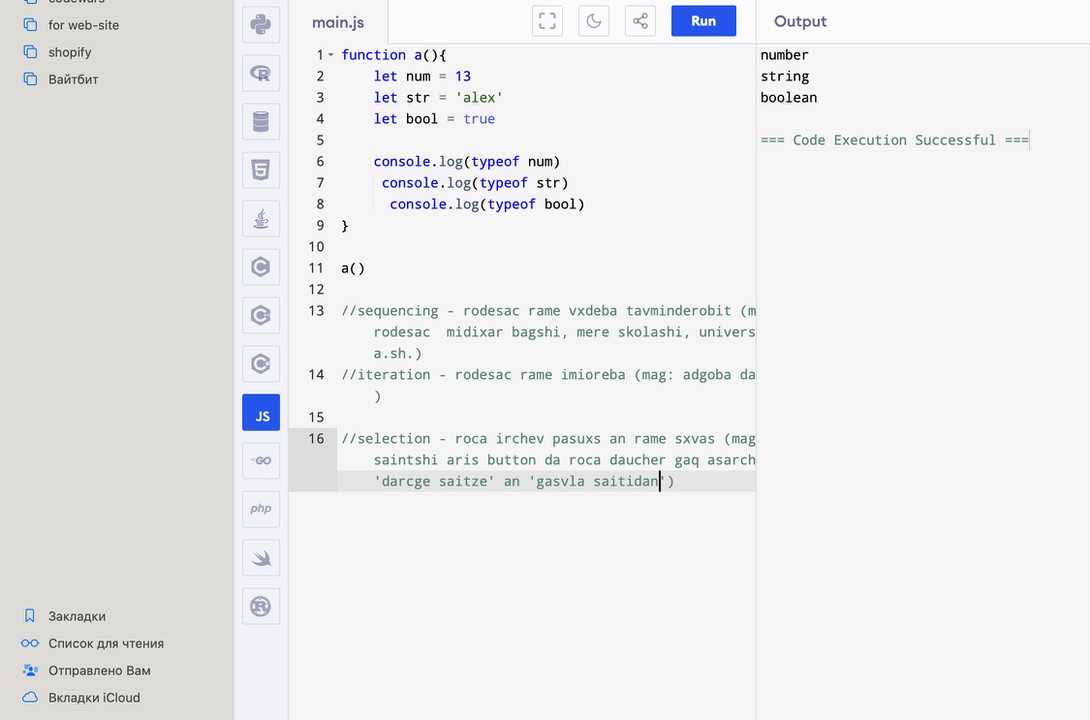 for web-site
shopify
Вайтбит
Закладки
Список для чтения
Отправлено Вам
Вкладки iCloud
JS
GO
php
main.js
Run
1 function a(){
2 let num = 13
3 let str = 'alex'
4 let bool = true
5
6 console.log(typeof num)
7 console.log(typeof str)
8 console.log(typeof bool)
9 }
10
11 a()
12
13 //sequencing - rodesac rame vxdeba tavminderobit (m
rodesac midixar bagshi, mere skolashi, univers
a.sh.)
14 //iteration - rodesac rame imioreba (mag: adgoba da
)
15
16 //selection - roca irchev pasuxs an rame sxvas (mag
saintshi aris button da roca daucher gaq asarch
'darcge saitze' an 'gasvla saitidan')
Output
number
string
boolean
=== Code Execution Successful ===